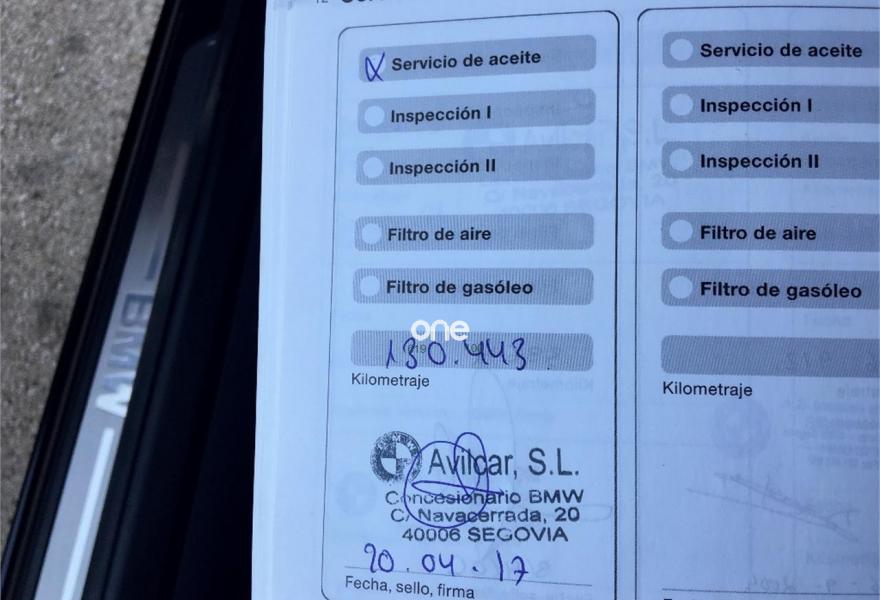 Servicio de aceite
Inspección I
Inspección II
Filtro de aire
Filtro de gasóleo
one
130.443
Kilometraje
Avilcar, S.L.
Concesionario BMW
C/ Navacerrada, 20
40006 SEGOVIA
20.04.17
Fecha, sello, firma
Servicio de aceite
Inspección I
Inspección II
Filtro de aire
Filtro de gasóleo
Kilometraje
BMW